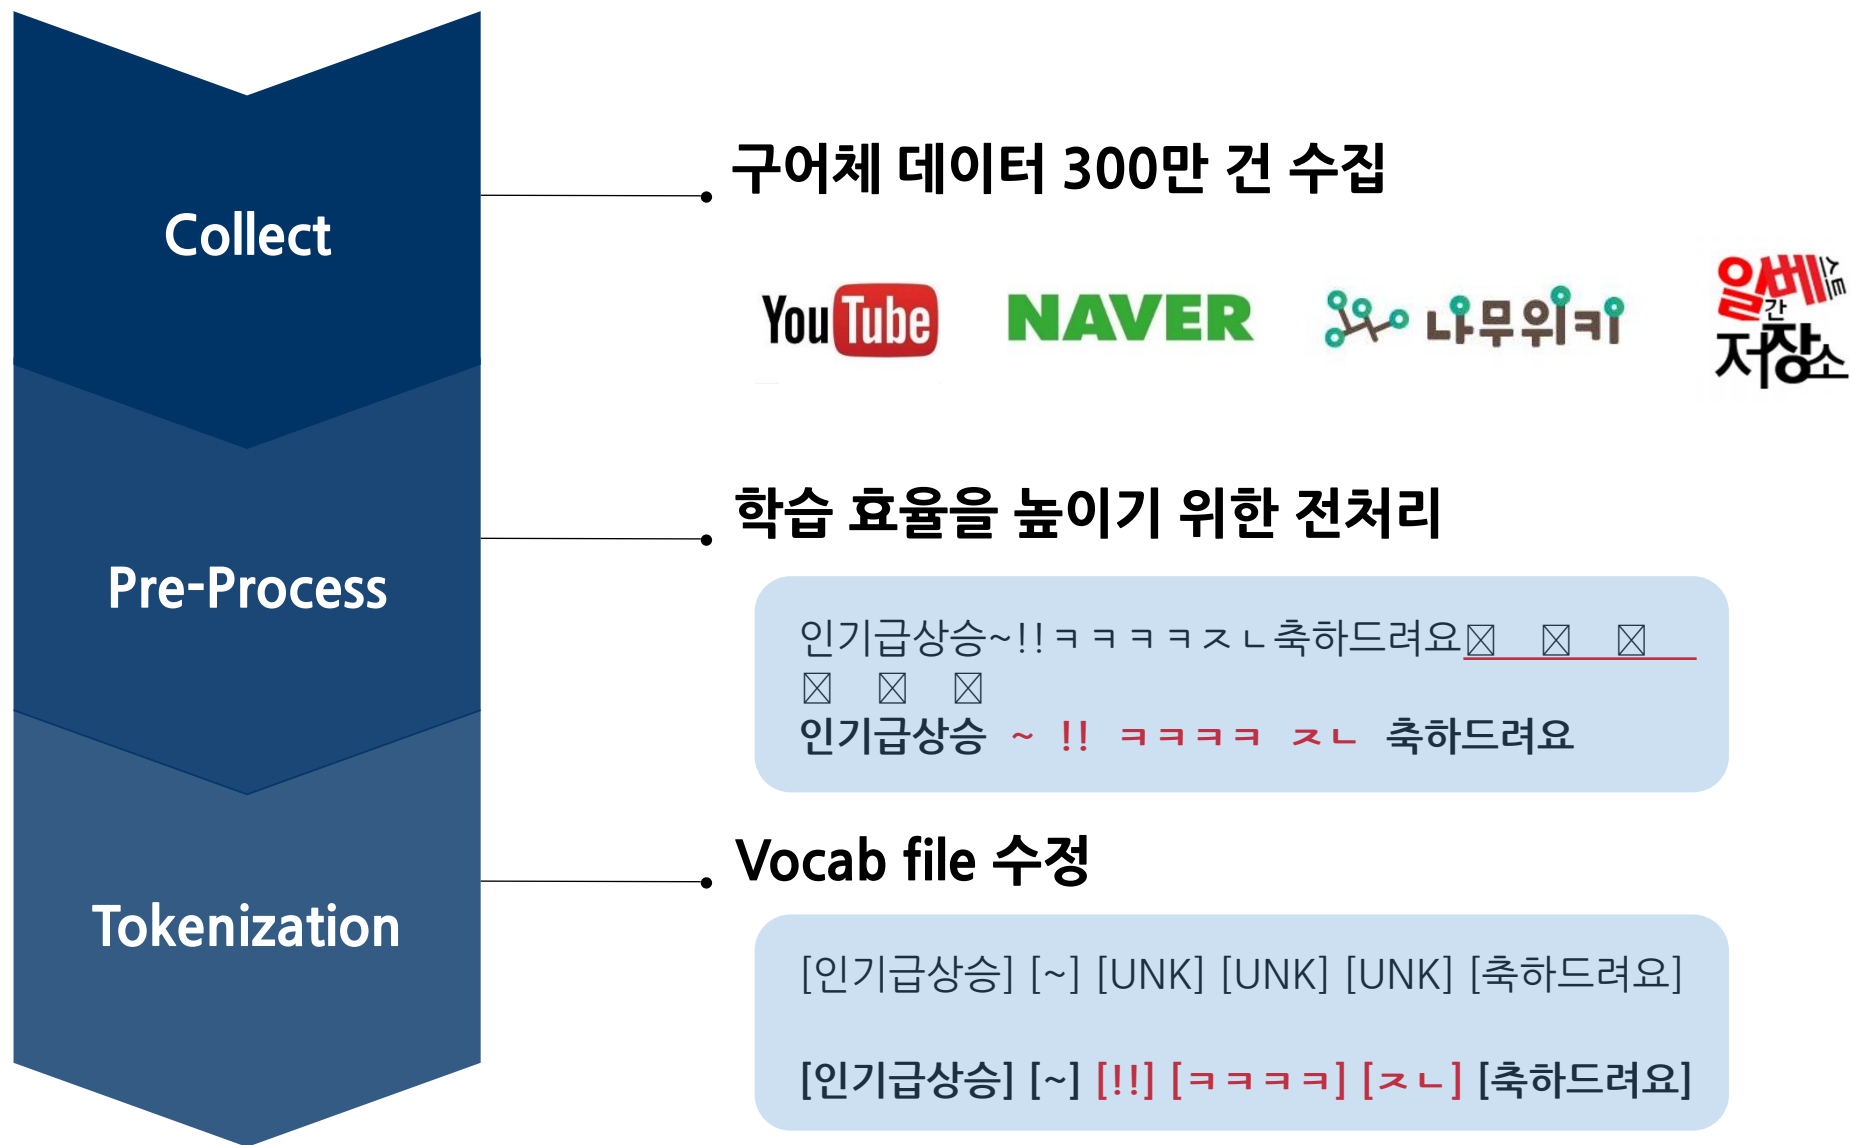 Collect
구어체 데이터 300만 건 수집
YouTube
NAVER
나무위키
일간베스트
저장소
Pre-Process
학습 효율을 높이기 위한 전처리
인기급상승~!!ㅋㅋㅋㅋㅈㄴ축하드려요
인기급상승 ~ !! ㅋㅋㅋㅋ ㅈㄴ 축하드려요
Tokenization
Vocab file 수정
[인기급상승] [~] [UNK] [UNK] [UNK] [축하드려요]
[인기급상승] [~] [!!] [ㅋㅋㅋㅋ] [ㅈㄴ] [축하드려요]